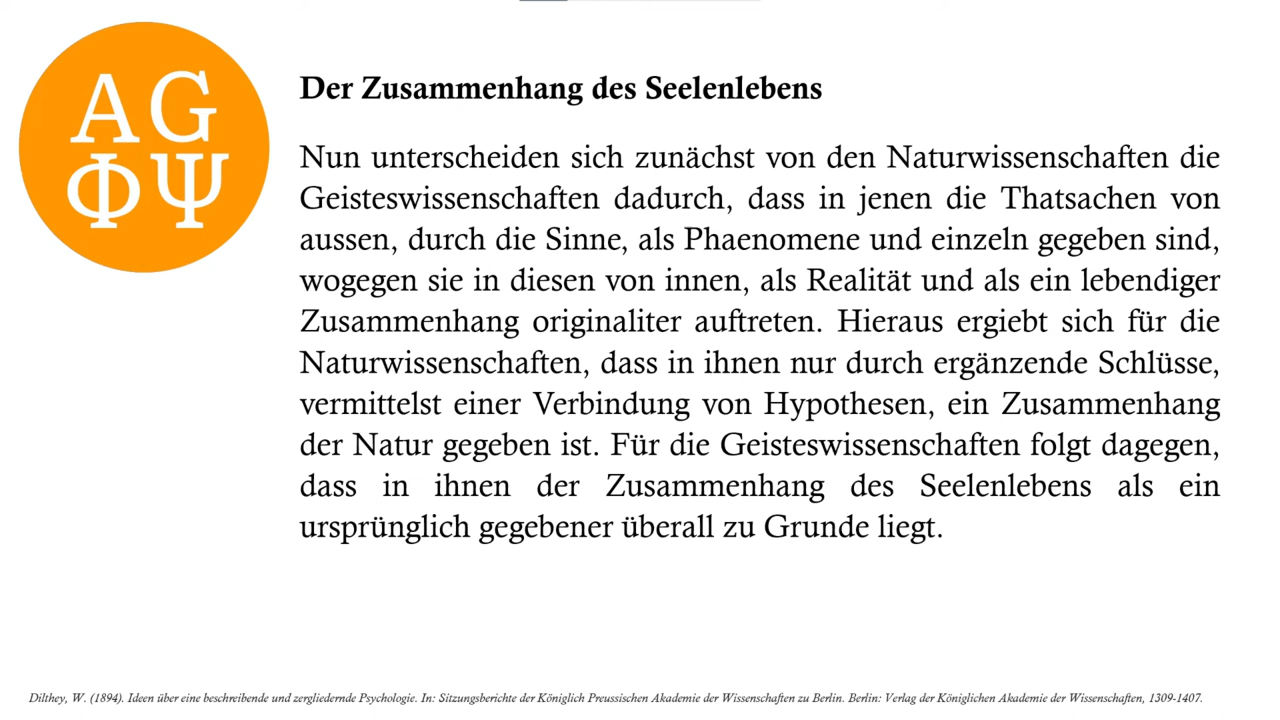 AG
ΦΨ
Der Zusammenhang des Seelenlebens
Nun unterscheiden sich zunächst von den Naturwissenschaften die
Geisteswissenschaften dadurch, dass in jenen die Thatsachen von
aussen, durch die Sinne, als Phaenomene und einzeln gegeben sind,
wogegen sie in diesen von innen, als Realität und als ein lebendiger
Zusammenhang originaliter auftreten. Hieraus ergiebt sich für die
Naturwissenschaften, dass in ihnen nur durch ergänzende Schlüsse,
vermittelst einer Verbindung von Hypothesen, ein Zusammenhang
der Natur gegeben ist. Für die Geisteswissenschaften folgt dagegen,
dass in ihnen der Zusammenhang des Seelenlebens als ein
ursprünglich gegebener überall zu Grunde liegt.
Dilthey, W. (1894). Ideen über eine beschreibende und zergliedernde Psychologie. In: Sitzungsberichte der Königlich Preussischen Akademie der Wissenschaften zu Berlin. Berlin: Verlag der Königlichen Akademie der Wissenschaften, 1309-1407.